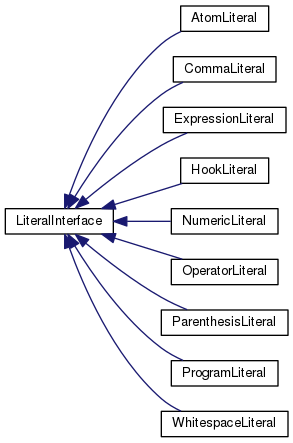 AtomLiteral
CommaLiteral
ExpressionLiteral
HookLiteral
LiteralInterface
NumericLiteral
OperatorLiteral
ParenthesisLiteral
ProgramLiteral
WhitespaceLiteral